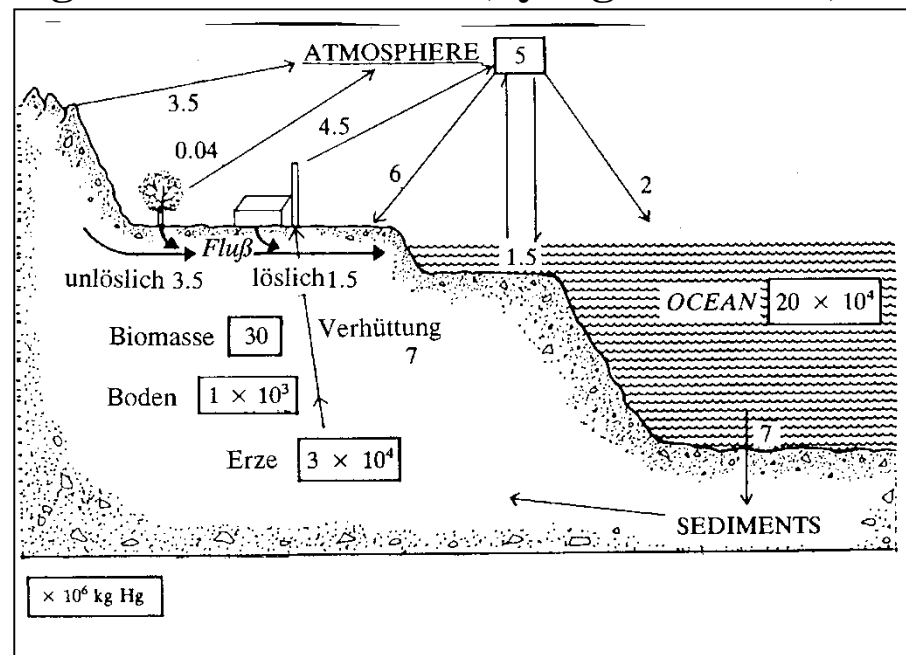 ATMOSPHERE 5
3.5
4.5
0.04
6
2
Fluß
1.5
unlöslich 3.5 löslich 1.5
OCEAN 20 × 10⁴
Biomasse 30
Verhüttung
7
Boden 1 × 10³
7
Erze 3 × 10⁴
SEDIMENTS
× 10⁶ kg Hg